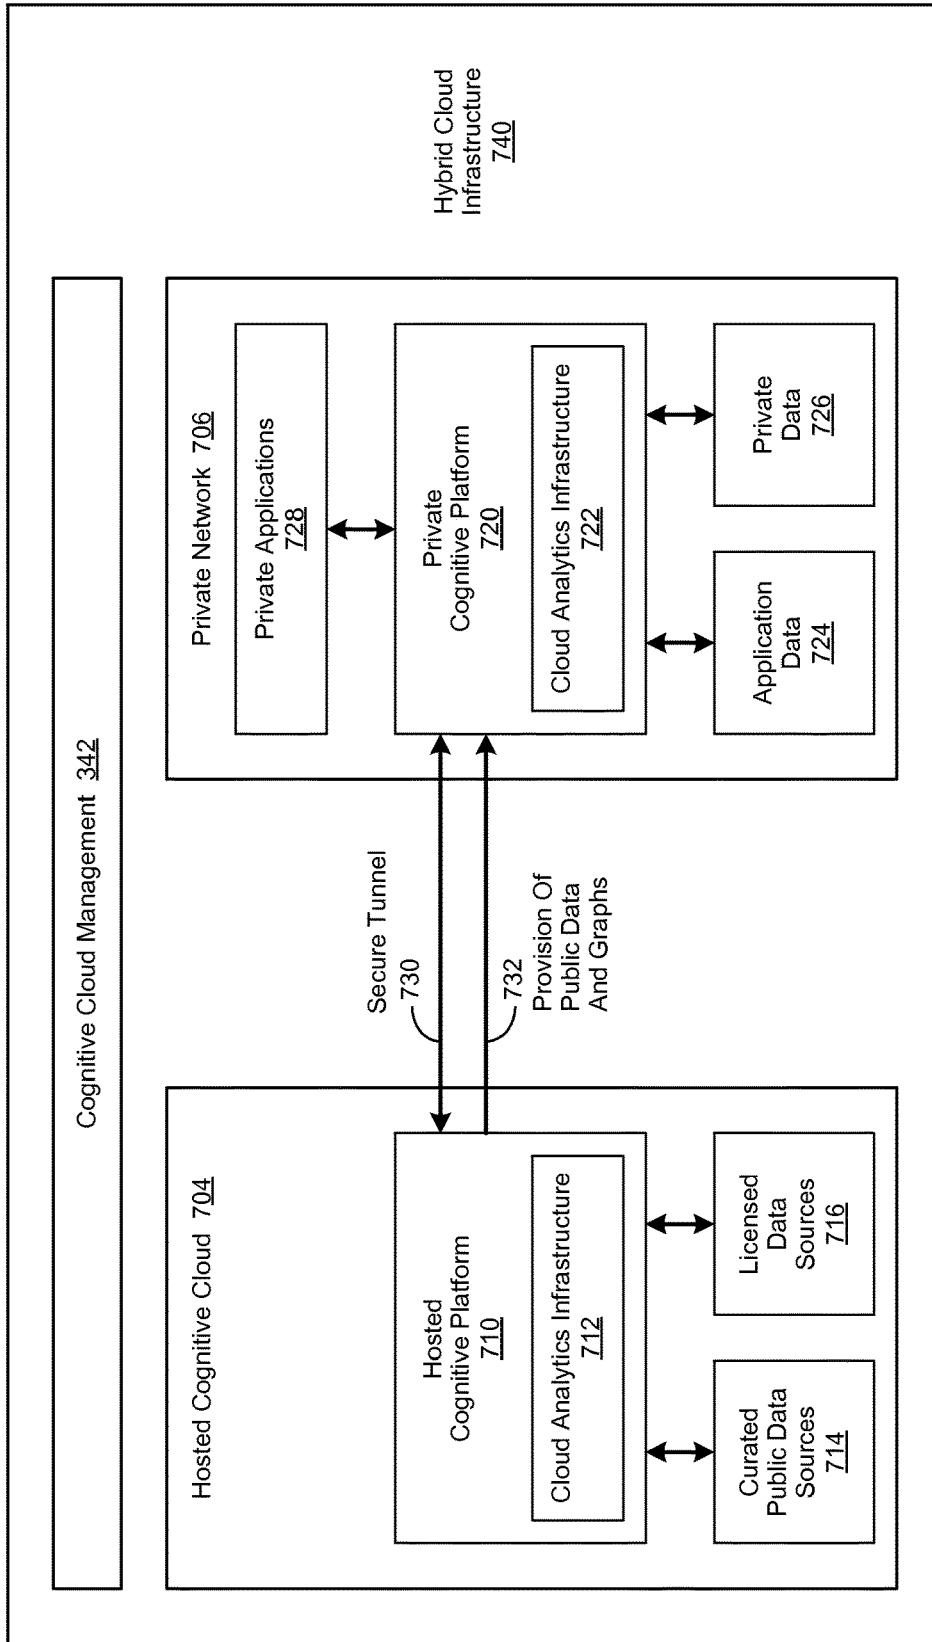 Cognitive Cloud Management 342
Hosted Cognitive Cloud 704
Hosted
Cognitive Platform
710
Cloud Analytics Infrastructure
712
Curated
Public Data
Sources
714
Licensed
Data
Sources
716
Secure Tunnel
730
732
Provision Of
Public Data
And Graphs
Private Network 706
Private Applications
728
Private
Cognitive Platform
720
Cloud Analytics Infrastructure
722
Application
Data
724
Private
Data
726
Hybrid Cloud
Infrastructure
740